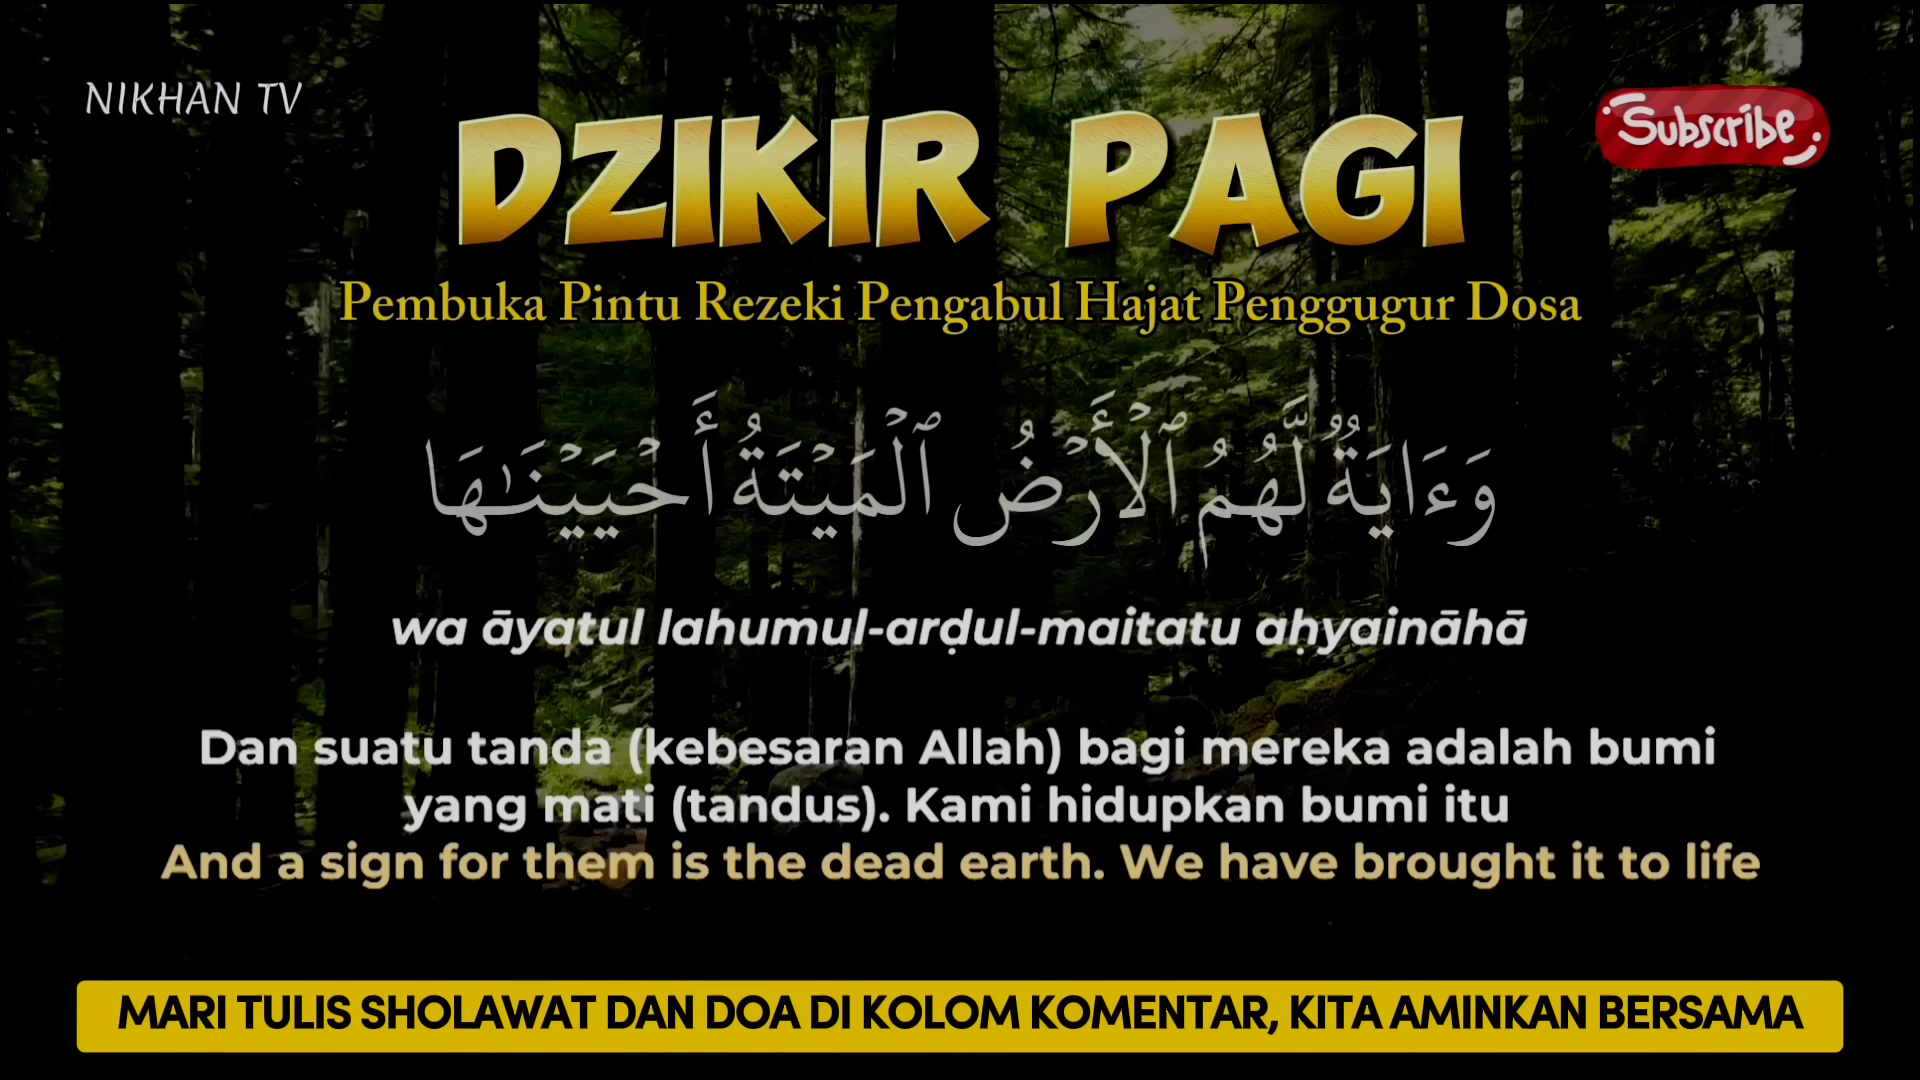 NIKHAN TV
Subscribe
DZIKIR PAGI
Pembuka Pintu Rezeki Pengabul Hajat Penggugur Dosa
وَءَايَةٌ لَّهُمُ ٱلْأَرْضُ ٱلْمَيْتَةُ أَحْيَيْنَـٰهَا
wa āyatul lahumul-arḍul-maitatu aḥyaināhā
Dan suatu tanda (kebesaran Allah) bagi mereka adalah bumi
yang mati (tandus). Kami hidupkan bumi itu
And a sign for them is the dead earth. We have brought it to life
MARI TULIS SHOLAWAT DAN DOA DI KOLOM KOMENTAR, KITA AMINKAN BERSAMA